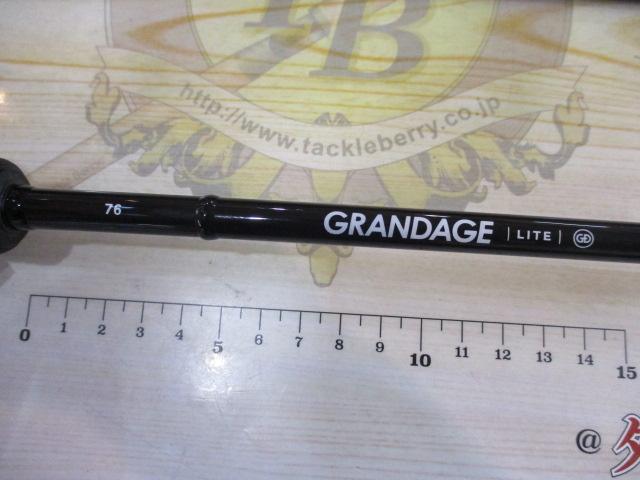 TB
http://www.tackleberry.co.jp
76 GRANDAGE | LITE | GD
0 1 2 3 4 5 6 7 8 9 10 11 12 13 14 15
@